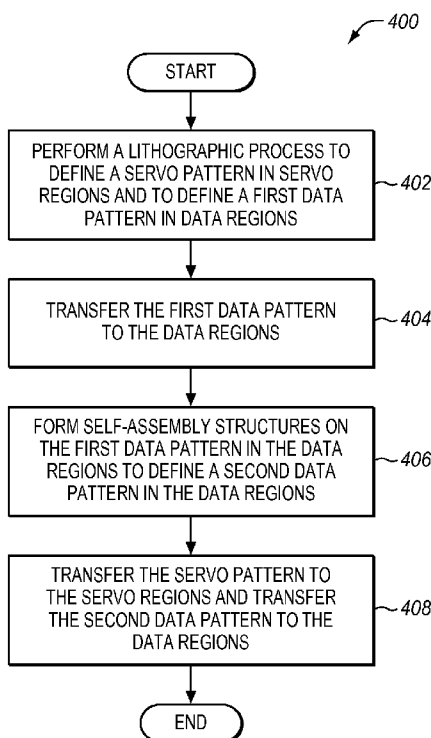 400
START
PERFORM A LITHOGRAPHIC PROCESS TO
DEFINE A SERVO PATTERN IN SERVO
REGIONS AND TO DEFINE A FIRST DATA
PATTERN IN DATA REGIONS
402
TRANSFER THE FIRST DATA PATTERN
TO THE DATA REGIONS
404
FORM SELF-ASSEMBLY STRUCTURES ON
THE FIRST DATA PATTERN IN THE DATA
REGIONS TO DEFINE A SECOND DATA
PATTERN IN THE DATA REGIONS
406
TRANSFER THE SERVO PATTERN TO
THE SERVO REGIONS AND TRANSFER
THE SECOND DATA PATTERN TO THE
DATA REGIONS
408
END